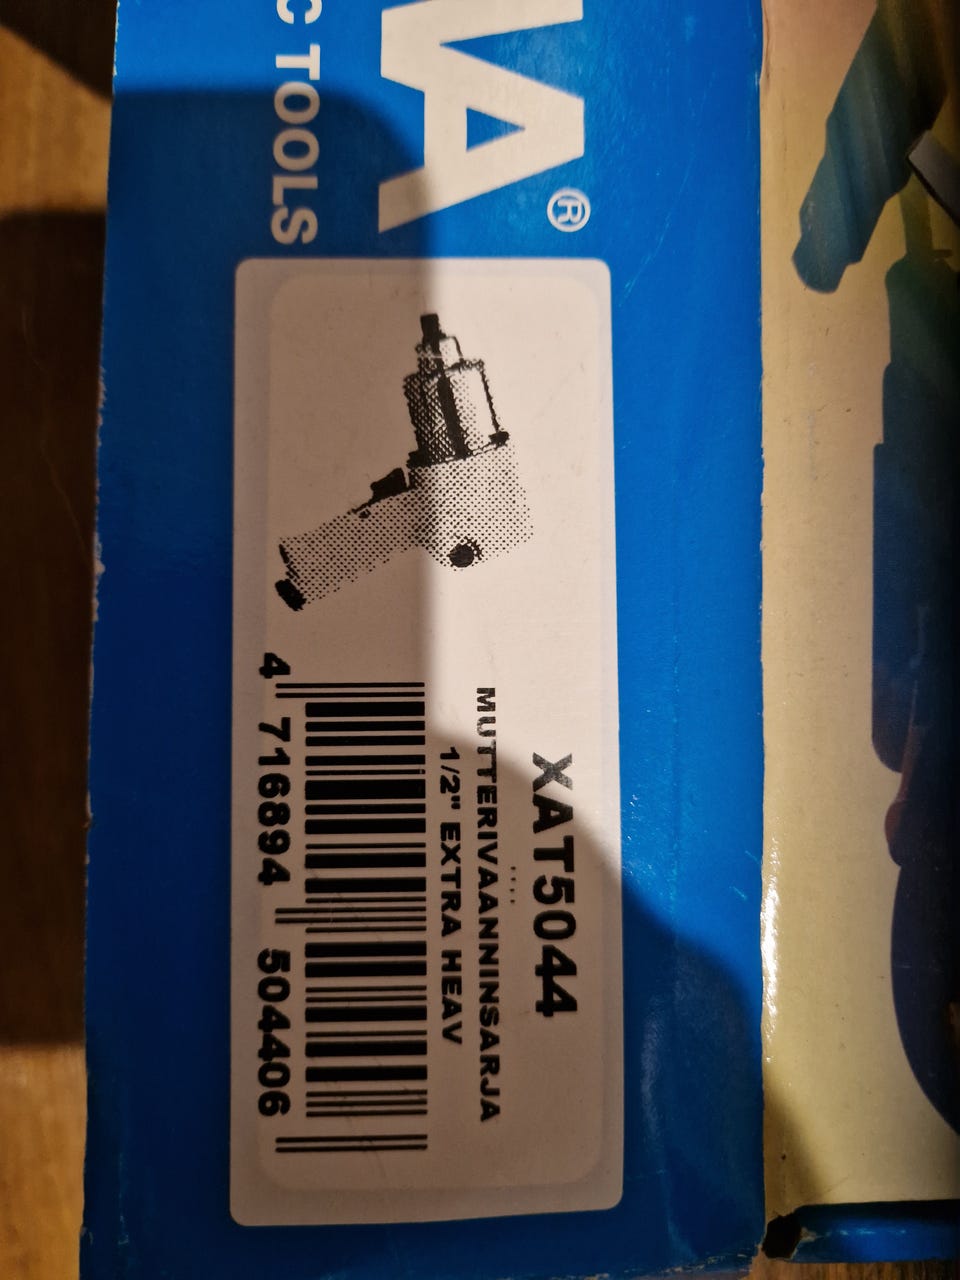 A®
C TOOLS
XAT5044
MUTTERIVAANNINSARJA
1/2" EXTRA HEAV
4 716894 504406